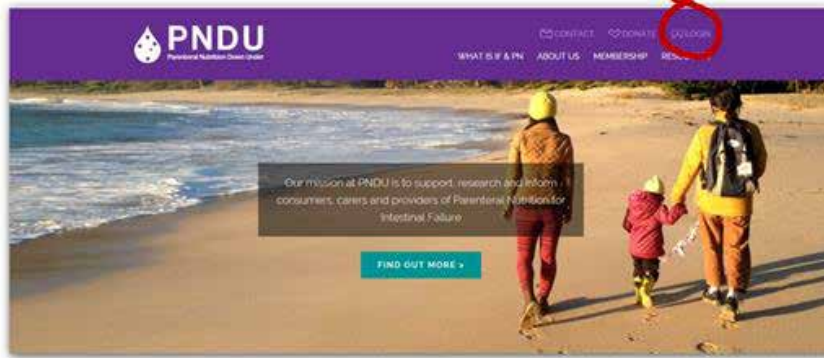 PNDU
Parenteral Nutrition Down Under
CONTACT DONATE LOGIN
WHAT IS IF & PN ABOUT US MEMBERSHIP
Our mission at PNDU is to support, research and inform
consumers, carers and providers of Parenteral Nutrition for
Intestinal Failure
FIND OUT MORE >